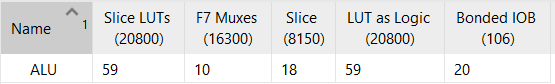 Name 1 Slice LUTs (20800) F7 Muxes (16300) Slice (8150) LUT as Logic (20800) Bonded IOB (106)
ALU 59 10 18 59 20